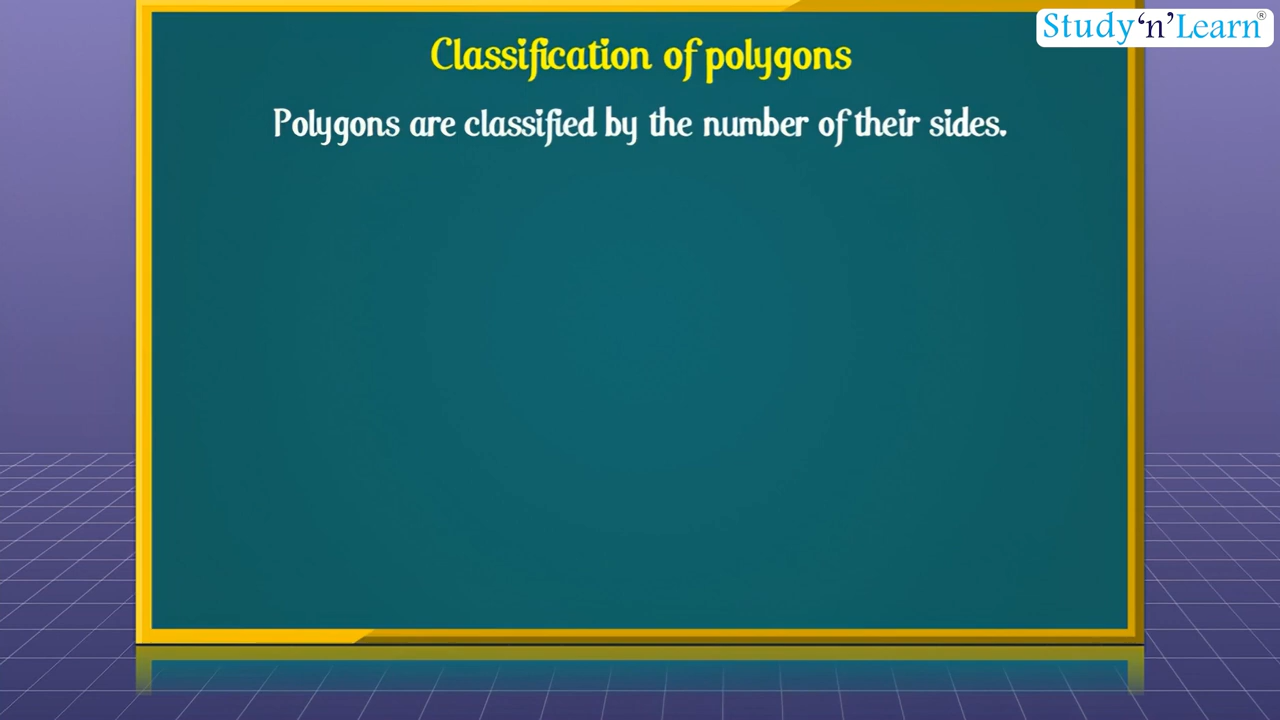 Study‘n’Learn®
Classification of polygons
Polygons are classified by the number of their sides.